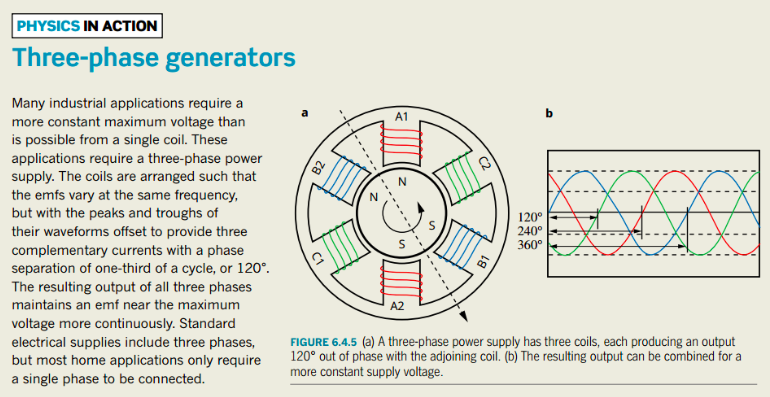 PHYSICS IN ACTION
Three-phase generators
Many industrial applications require a
more constant maximum voltage than
is possible from a single coil. These
applications require a three-phase power
supply. The coils are arranged such that
the emfs vary at the same frequency,
but with the peaks and troughs of
their waveforms offset to provide three
complementary currents with a phase
separation of one-third of a cycle, or 120°.
The resulting output of all three phases
maintains an emf near the maximum
voltage more continuously. Standard
electrical supplies include three phases,
but most home applications only require
a single phase to be connected.
a
A1
B2
C2
N
N
S
S
C1
B1
A2
b
120°
240°
360°
FIGURE 6.4.5 (a) A three-phase power supply has three coils, each producing an output
120° out of phase with the adjoining coil. (b) The resulting output can be combined for a
more constant supply voltage.